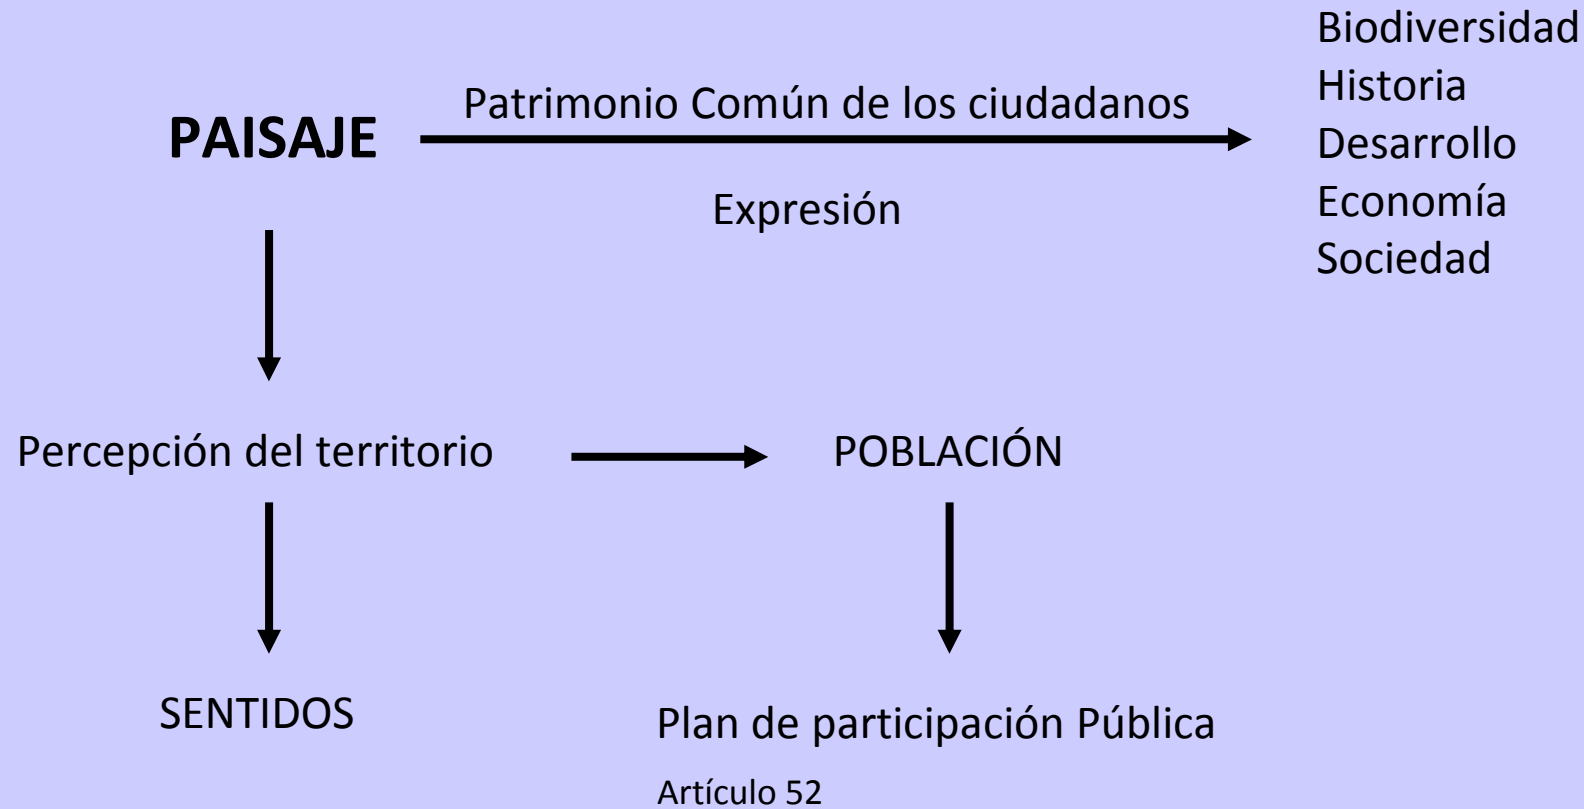 PAISAJE
Patrimonio Común de los ciudadanos
Expresión
Biodiversidad
Historia
Desarrollo
Economía
Sociedad
Percepción del territorio
POBLACIÓN
SENTIDOS
Plan de participación Pública
Artículo 52